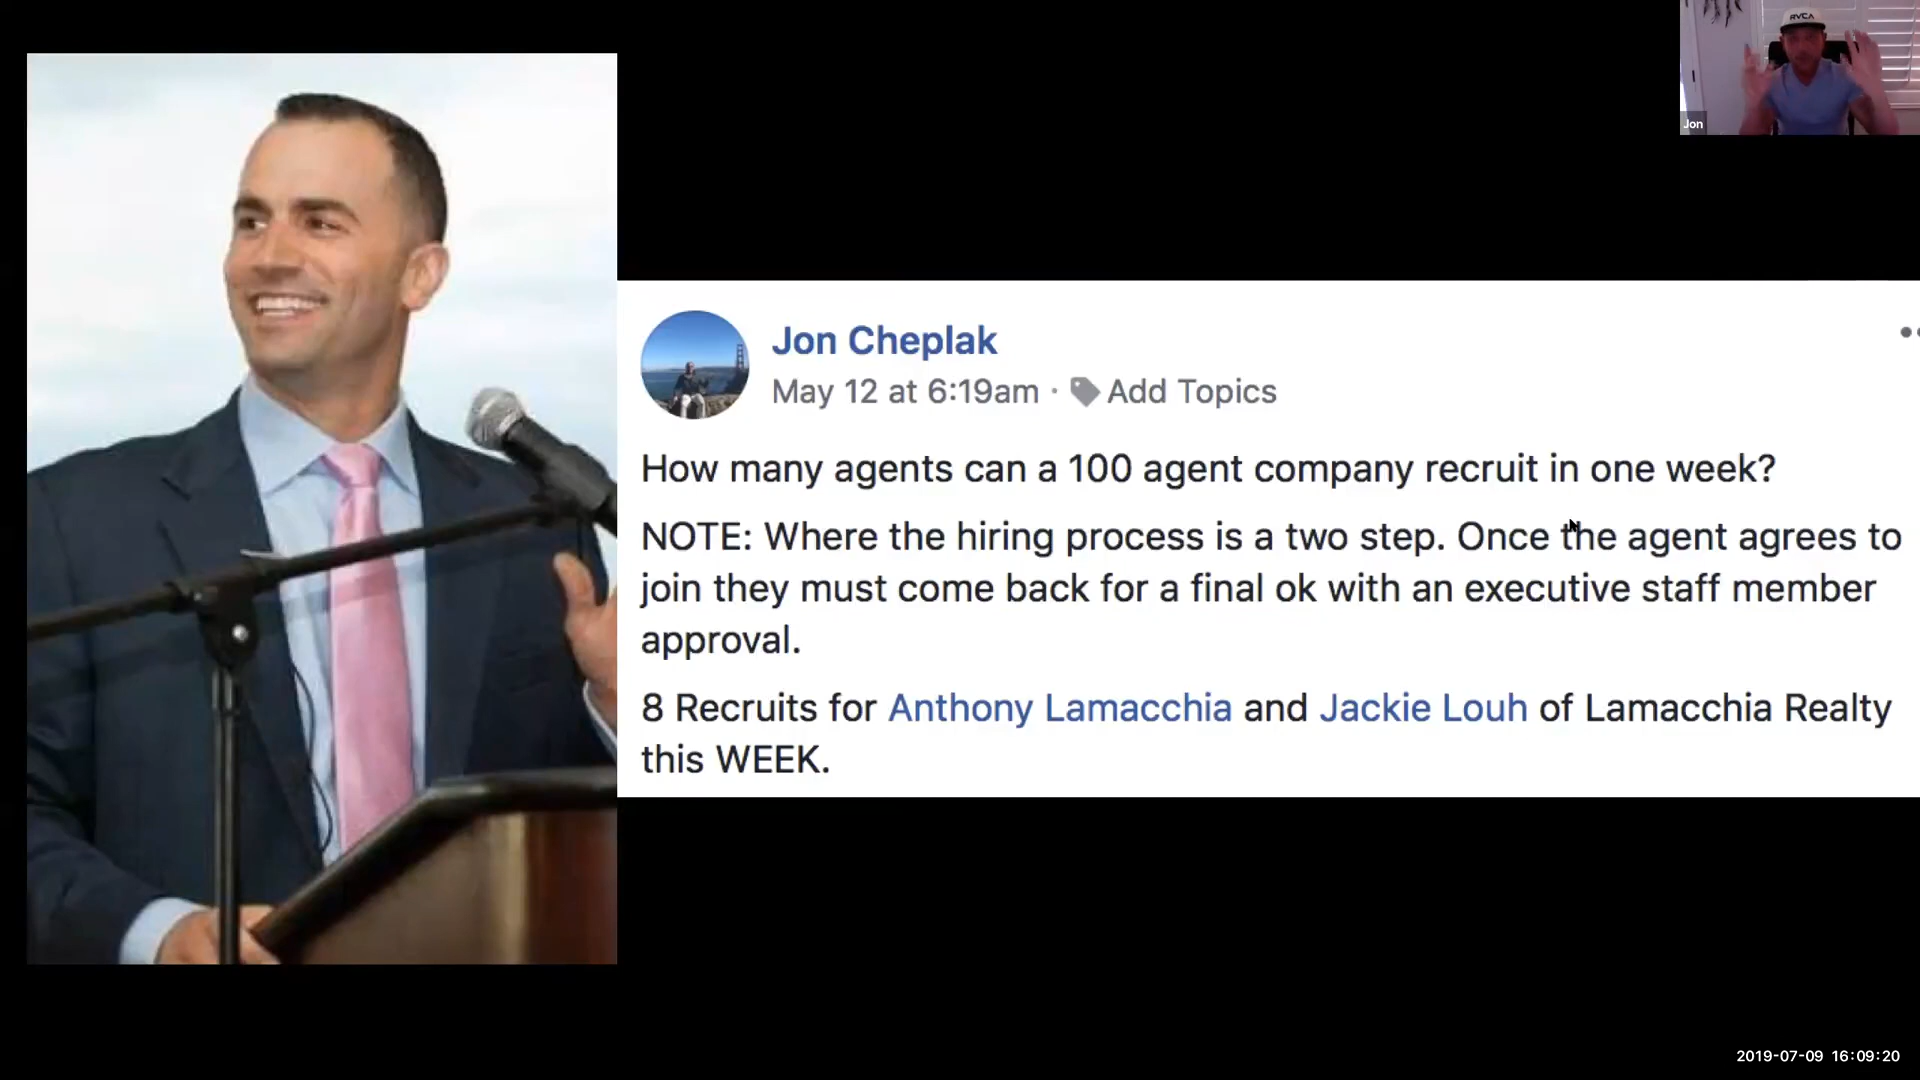 RVCA
Jon
Jon Cheplak
May 12 at 6:19am · Add Topics
How many agents can a 100 agent company recruit in one week?
NOTE: Where the hiring process is a two step. Once the agent agrees to
join they must come back for a final ok with an executive staff member
approval.
8 Recruits for Anthony Lamacchia and Jackie Louh of Lamacchia Realty
this WEEK.
2019-07-09 16:09:20